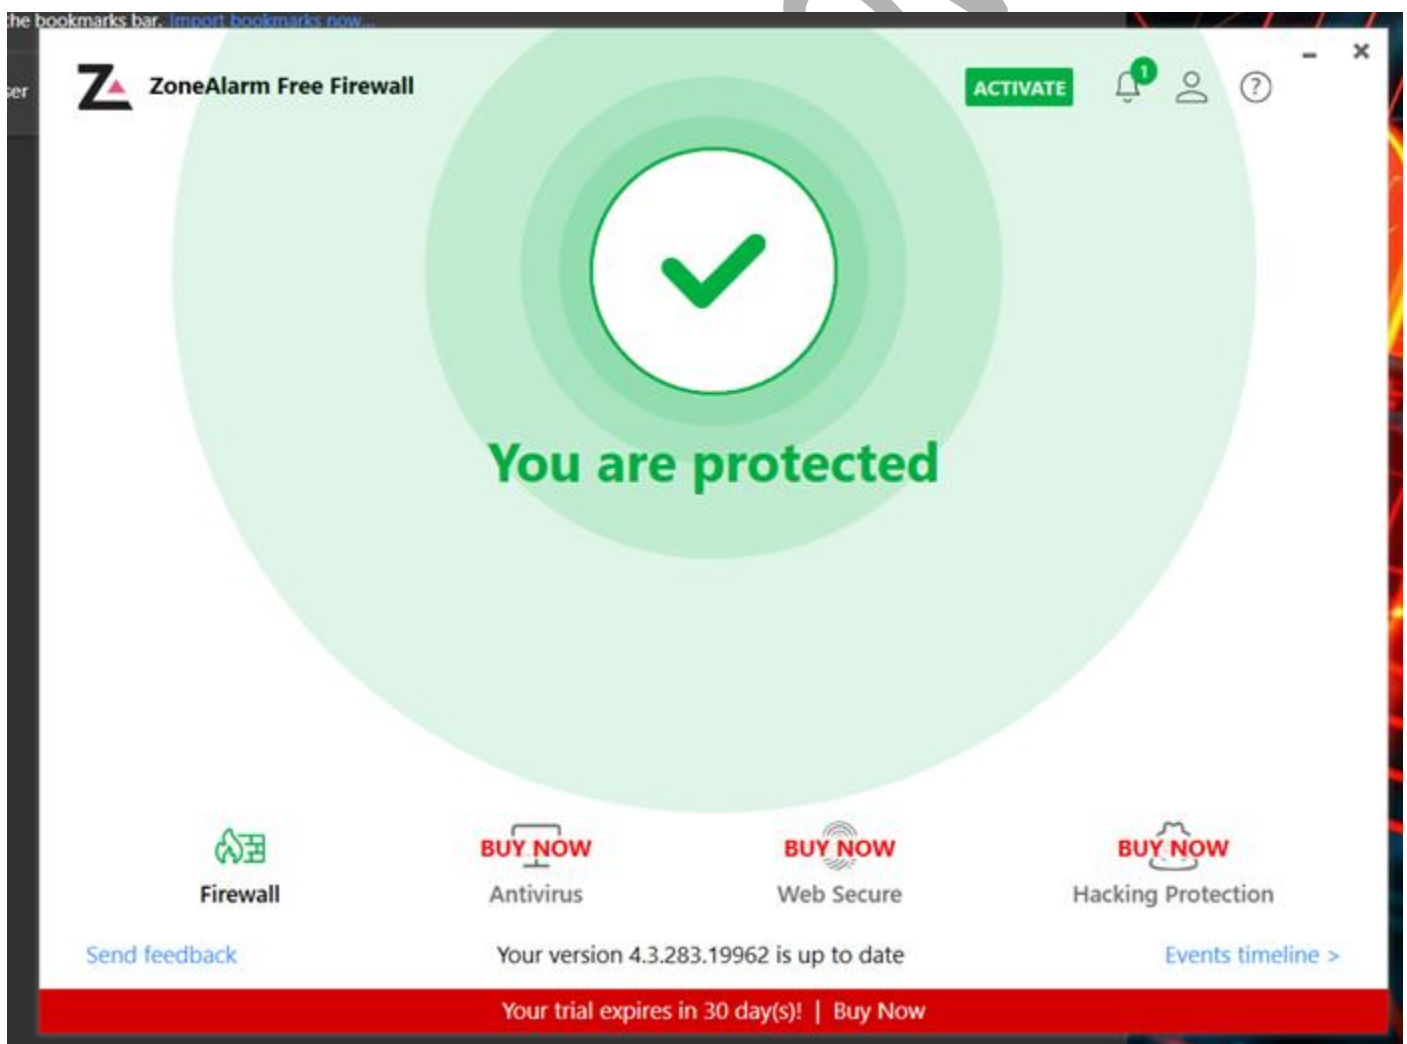 he bookmarks bar. Import bookmarks now...
ser
ZoneAlarm Free Firewall
ACTIVATE
1
You are protected
BUY NOW
BUY NOW
BUY NOW
Firewall
Antivirus
Web Secure
Hacking Protection
Send feedback
Your version 4.3.283.19962 is up to date
Events timeline >
Your trial expires in 30 day(s)! | Buy Now